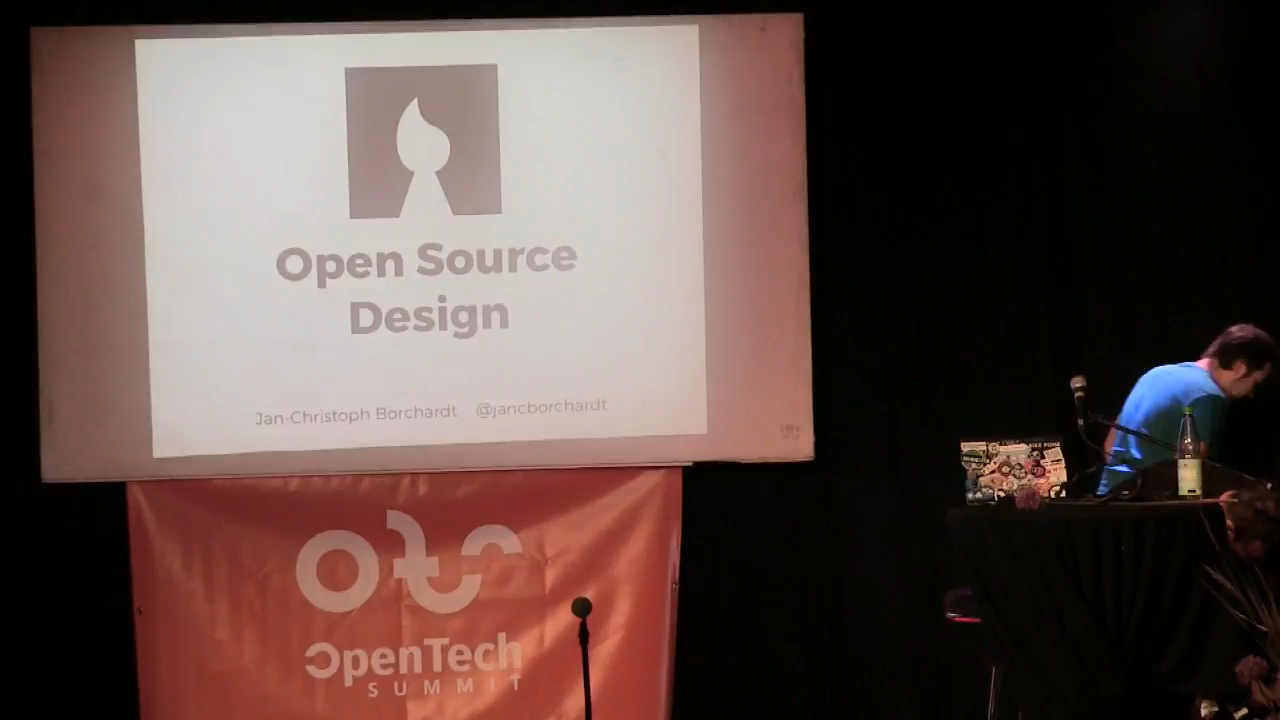 Open Source
Design
Jan-Christoph Borchardt @jancborchardt
OpenTech
SUMMIT